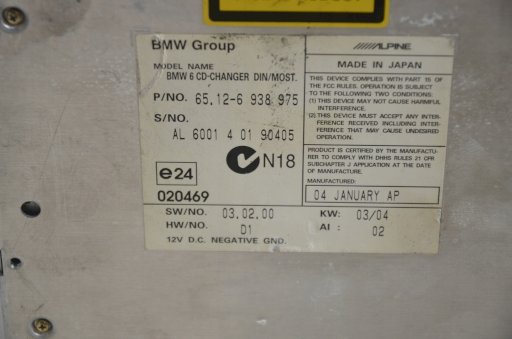 BMW Group
MODEL NAME
BMW 6 CD-CHANGER DIN/MOST.
P/NO. 65.12-6 938 975
S/NO.
AL 6001 4 01 90405
e24
N18
020469
SW/NO. 03.02.00
HW/NO. D1
12V D.C. NEGATIVE GND.
ALPINE
MADE IN JAPAN
THIS DEVICE COMPLIES WITH PART 15 OF
THE FCC RULES. OPERATION IS SUBJECT
TO THE FOLLOWING TWO CONDITIONS:
(1) THIS DEVICE MAY NOT CAUSE HARMFUL
INTERFERENCE.
(2) THIS DEVICE MUST ACCEPT ANY INTER-
FERENCE RECEIVED INCLUDING INTER-
FERENCE THAT MAY CAUSE UNDESIRED
OPERATION.
PRODUCT IS CERTIFIED BY THE MANUFACTU-
RER TO COMPLY WITH DHHS RULES 21 CFR
SUBCHAPTER J APPLICATION AT THE DATE
OF MANUFACTURE.
MANUFACTURED:
04 JANUARY AP
KW: 03/04
AI : 02